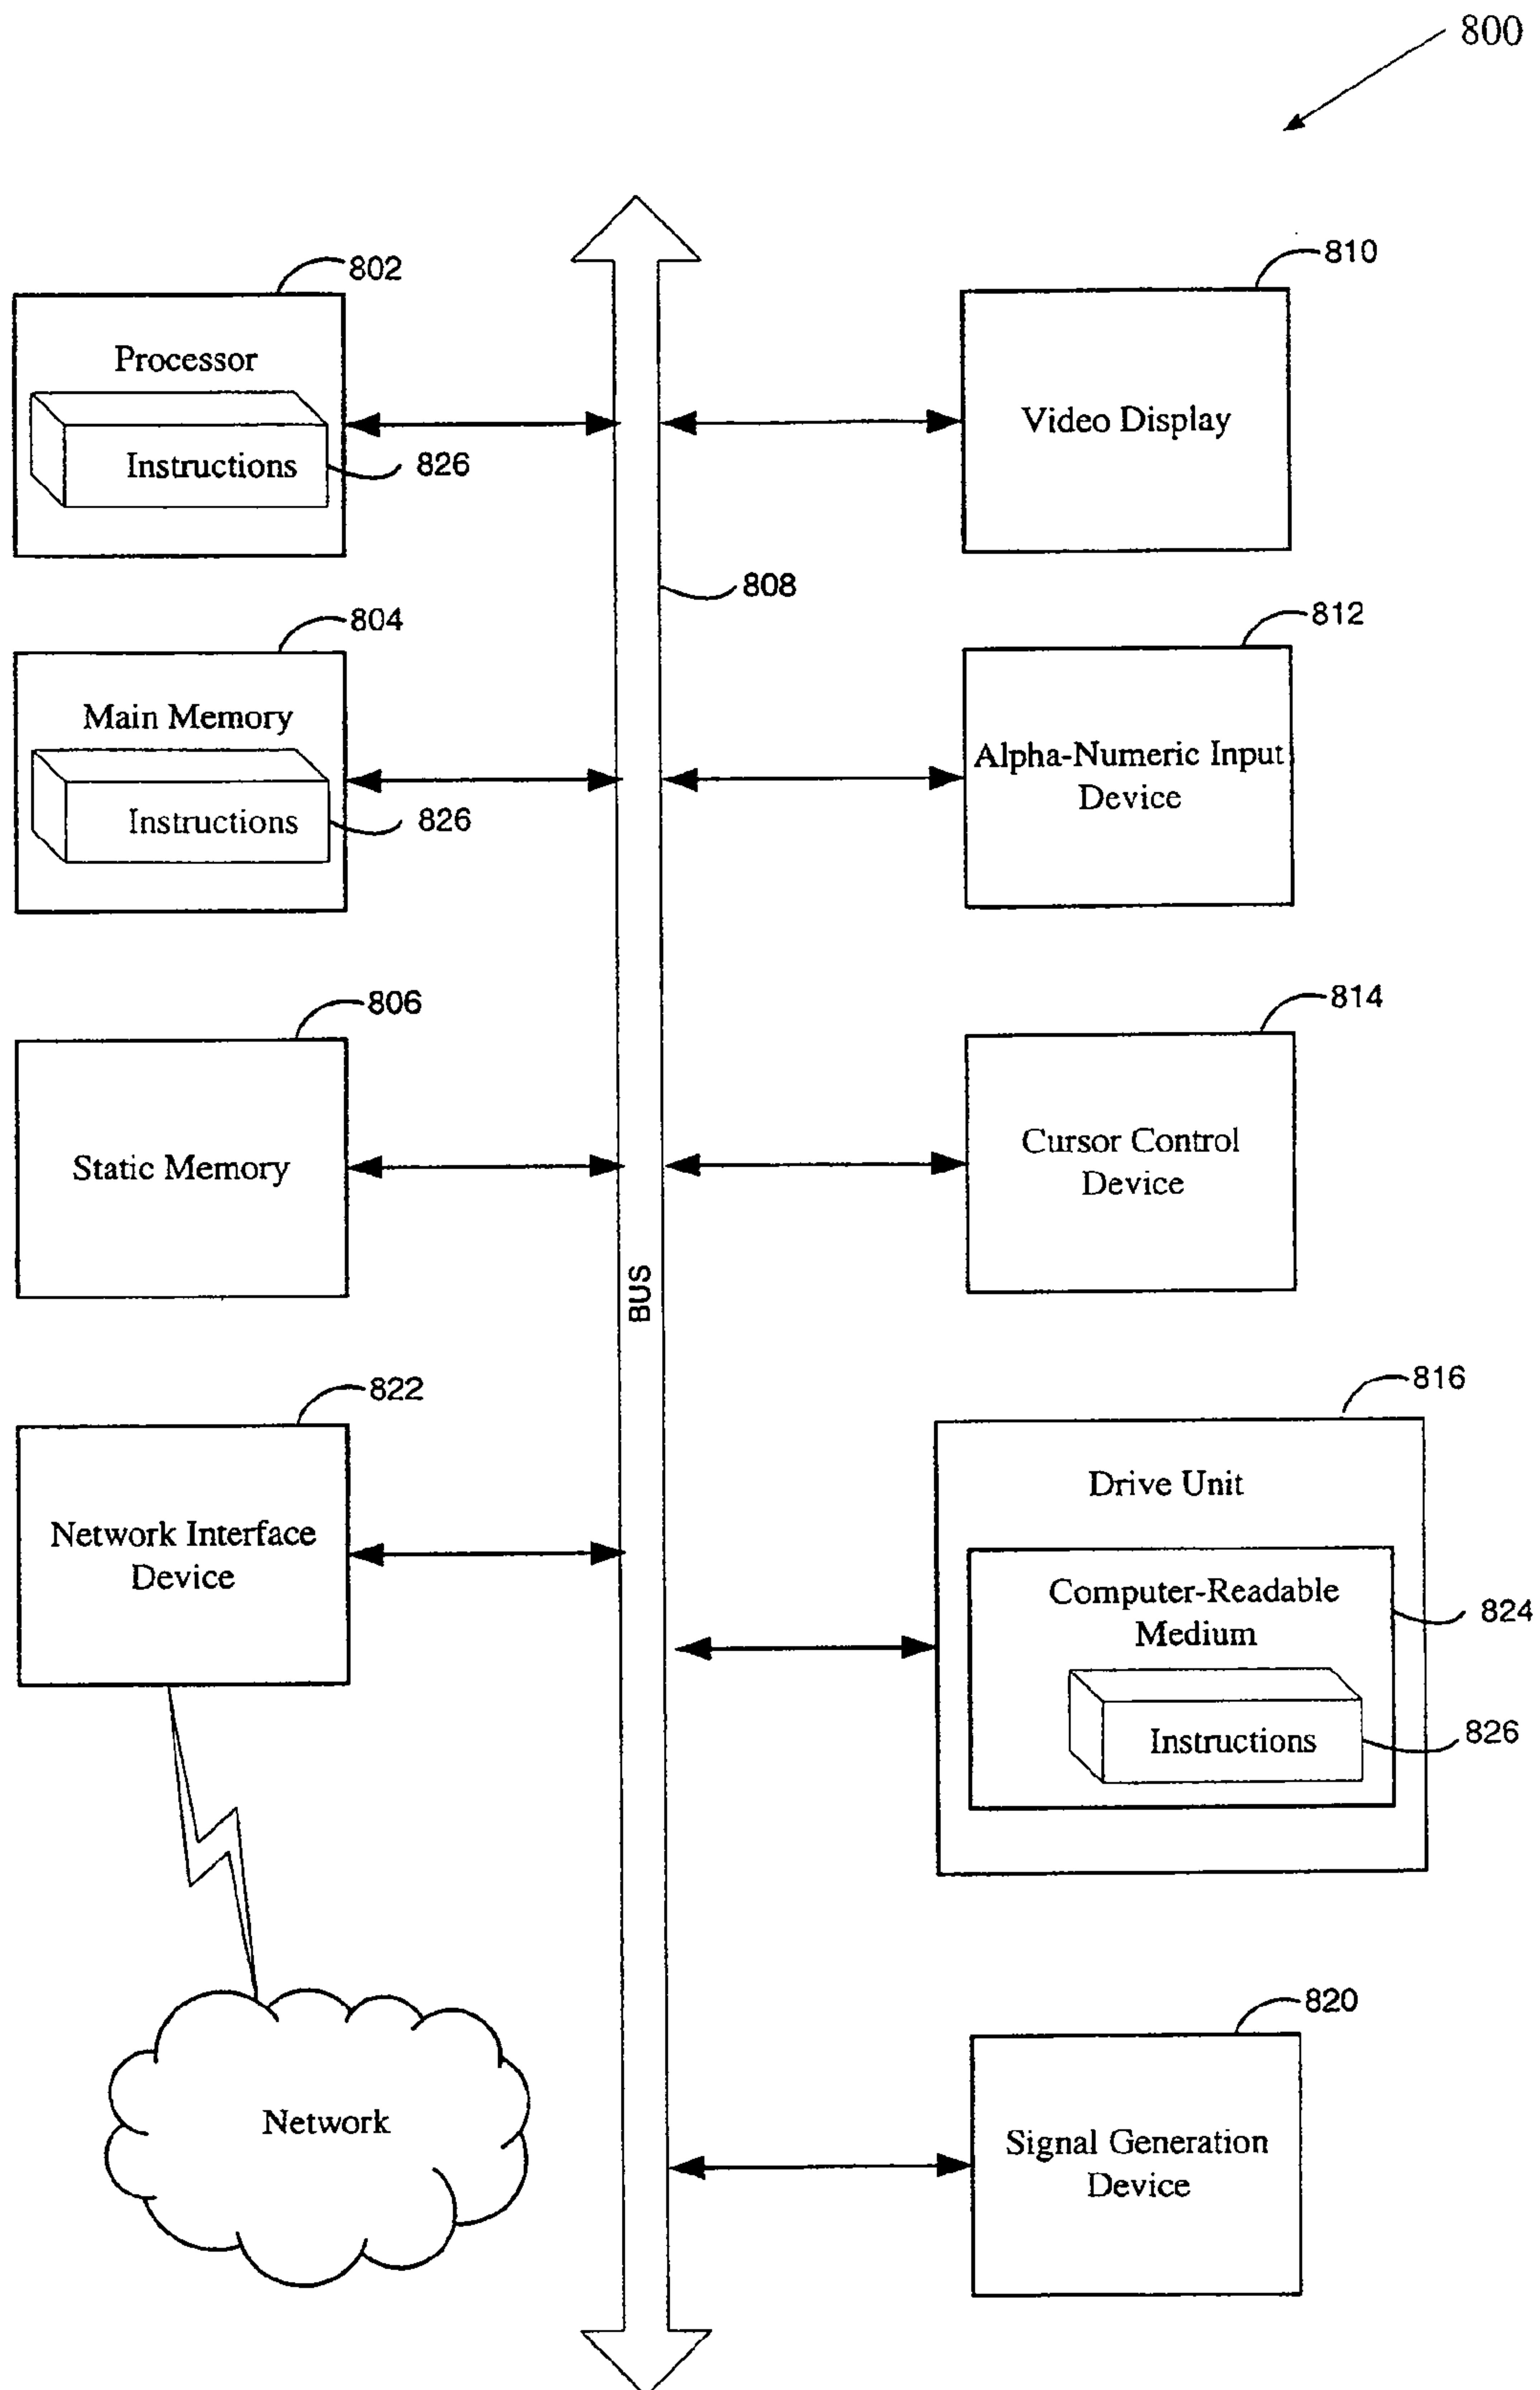 800
802
Processor
Instructions
826
810
Video Display
808
804
Main Memory
Instructions
826
812
Alpha-Numeric Input
Device
806
Static Memory
814
Cursor Control
Device
BUS
822
Network Interface
Device
816
Drive Unit
Computer-Readable
Medium
824
Instructions
826
Network
820
Signal Generation
Device